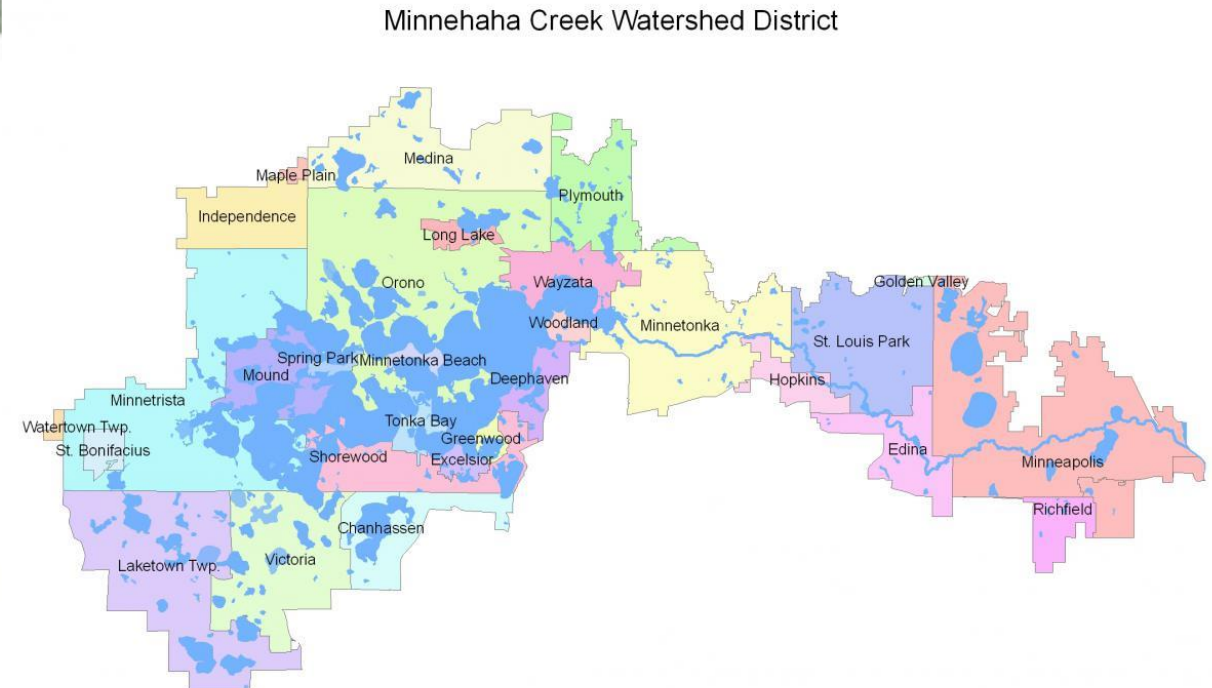 Minnehaha Creek Watershed District
Medina
Maple Plain
Plymouth
Independence
Long Lake
Orono
Wayzata
Golden Valley
Woodland
Minnetonka
St. Louis Park
Spring Park
Minnetonka Beach
Mound
Deephaven
Hopkins
Minnetrista
Tonka Bay
Watertown Twp.
Greenwood
St. Bonifacius
Shorewood
Excelsior
Edina
Minneapolis
Richfield
Chanhassen
Victoria
Laketown Twp.